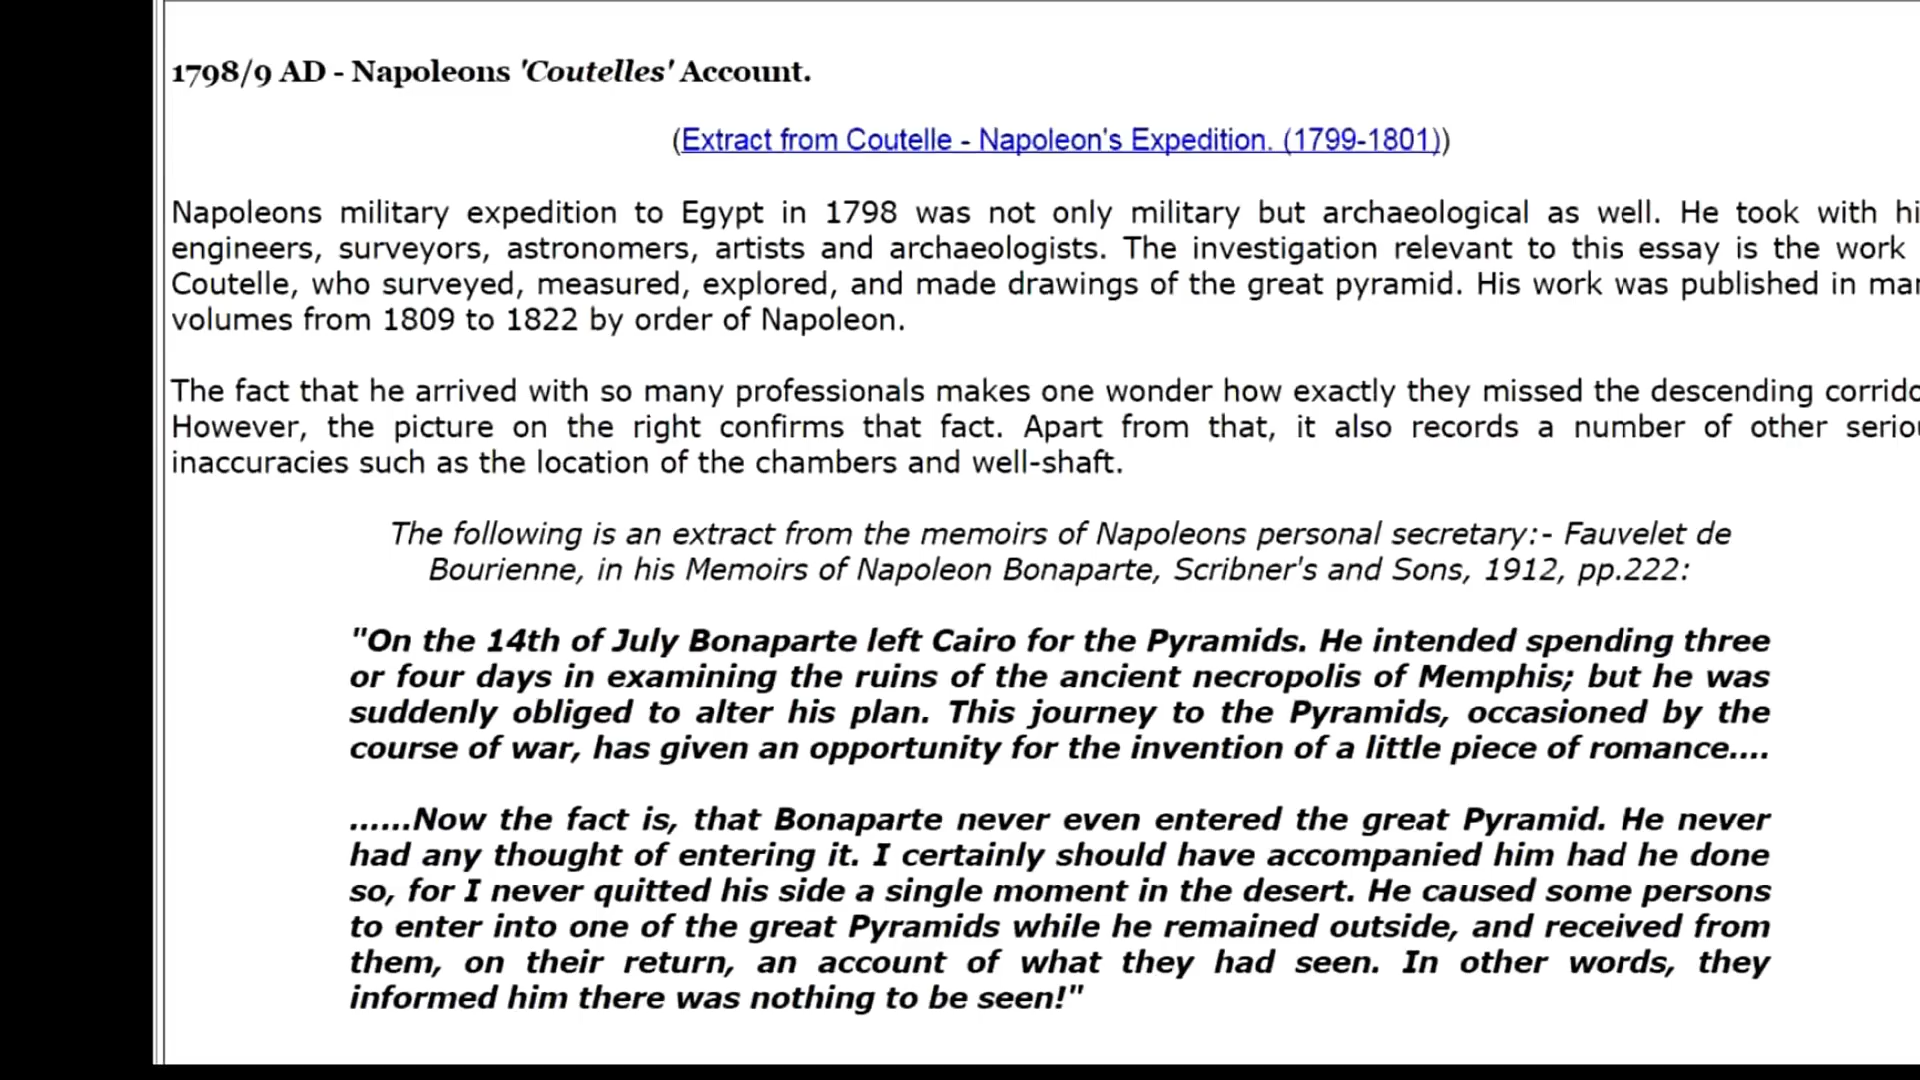 1798/9 AD - Napoleons 'Coutelles' Account.
(Extract from Coutelle - Napoleon's Expedition. (1799-1801))
Napoleons military expedition to Egypt in 1798 was not only military but archaeological as well. He took with hi
engineers, surveyors, astronomers, artists and archaeologists. The investigation relevant to this essay is the work
Coutelle, who surveyed, measured, explored, and made drawings of the great pyramid. His work was published in man
volumes from 1809 to 1822 by order of Napoleon.
The fact that he arrived with so many professionals makes one wonder how exactly they missed the descending corrido
However, the picture on the right confirms that fact. Apart from that, it also records a number of other seriou
inaccuracies such as the location of the chambers and well-shaft.
The following is an extract from the memoirs of Napoleons personal secretary:- Fauvelet de
Bourienne, in his Memoirs of Napoleon Bonaparte, Scribner's and Sons, 1912, pp.222:
"On the 14th of July Bonaparte left Cairo for the Pyramids. He intended spending three
or four days in examining the ruins of the ancient necropolis of Memphis; but he was
suddenly obliged to alter his plan. This journey to the Pyramids, occasioned by the
course of war, has given an opportunity for the invention of a little piece of romance....
......Now the fact is, that Bonaparte never even entered the great Pyramid. He never
had any thought of entering it. I certainly should have accompanied him had he done
so, for I never quitted his side a single moment in the desert. He caused some persons
to enter into one of the great Pyramids while he remained outside, and received from
them, on their return, an account of what they had seen. In other words, they
informed him there was nothing to be seen!"